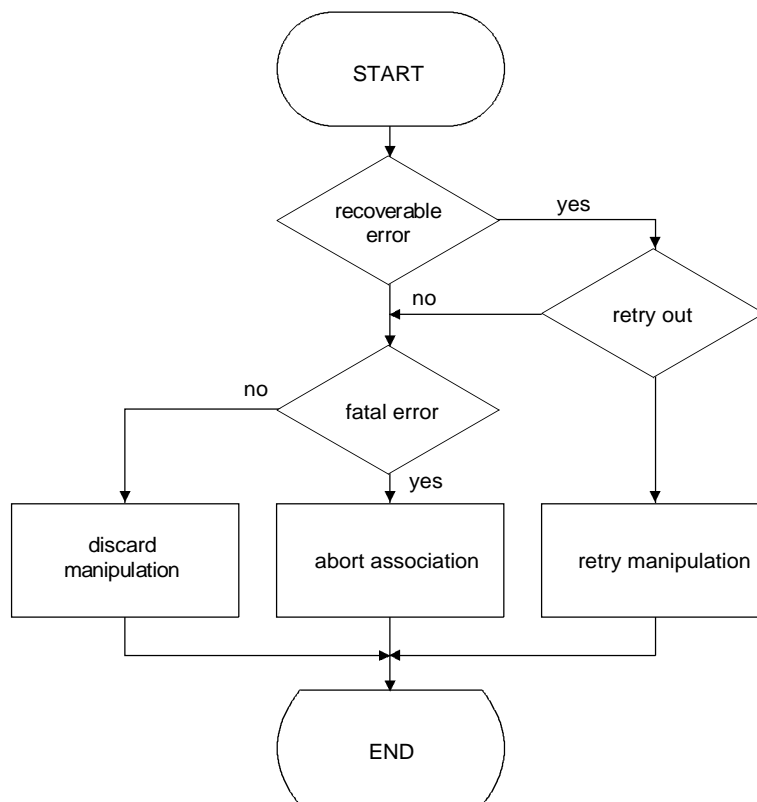 START
recoverable
error
yes
no
retry out
no
fatal error
yes
discard
manipulation
abort association
retry manipulation
END